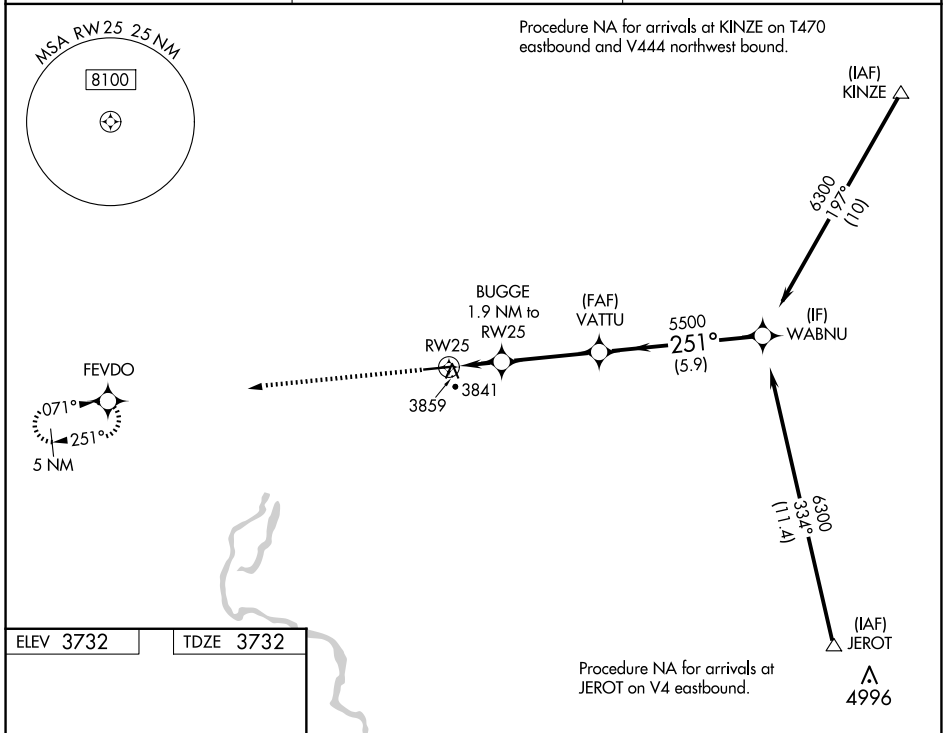 MSA RW25 25 NM
8100
Procedure NA for arrivals at KINZE on T470
eastbound and V444 northwest bound.
(IAF)
KINZE
6300
197°
(10)
BUGGE
1.9 NM to
RW25
(FAF)
VATTU
5500
251°
(5.9)
(IF)
WABNU
RW25
3841
3859
FEVDO
071°
251°
5 NM
6300
334°
(11.4)
(IAF)
JEROT
4996
Procedure NA for arrivals at
JEROT on V4 eastbound.
ELEV 3732
TDZE 3732